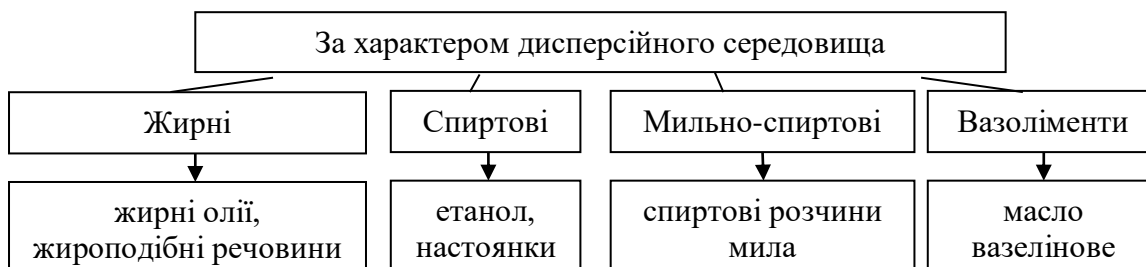 За характером дисперсійного середовища
Жирні
Спиртові
Мильно-спиртові
Вазоліменти
жирні олії,
жироподібні речовини
етанол,
настоянки
спиртові розчини
мила
масло
вазелінове